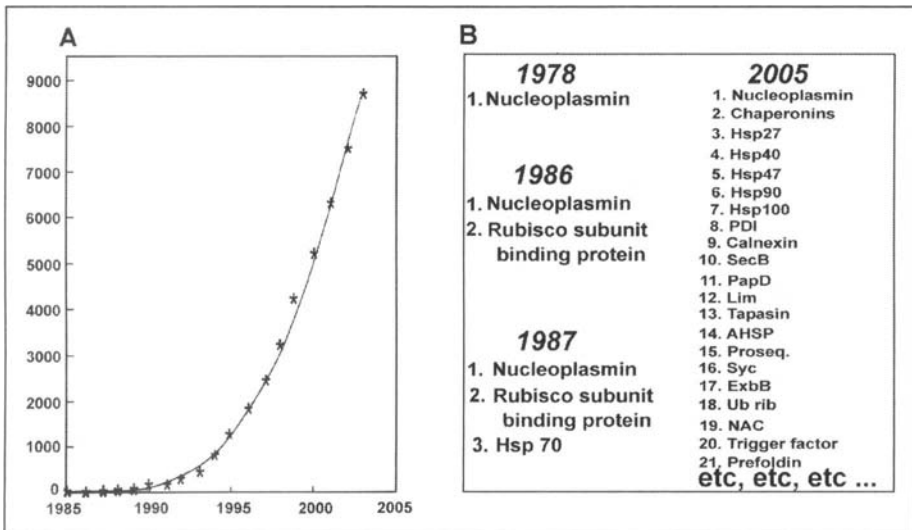 A
9000
8000
7000
6000
5000
4000
3000
2000
1000
0
1985
1990
1995
2000
2005
B
1978
1. Nucleoplasmin
1986
1. Nucleoplasmin
2. Rubisco subunit
binding protein
1987
1. Nucleoplasmin
2. Rubisco subunit
binding protein
3. Hsp 70
2005
1. Nucleoplasmin
2. Chaperonins
3. Hsp27
4. Hsp40
5. Hsp47
6. Hsp90
7. Hsp100
8. PDI
9. Calnexin
10. SecB
11. PapD
12. Lim
13. Tapasin
14. AHSP
15. Proseq.
16. Syc
17. ExbB
18. Ub rib
19. NAC
20. Trigger factor
21. Prefoldin
etc, etc, etc ...